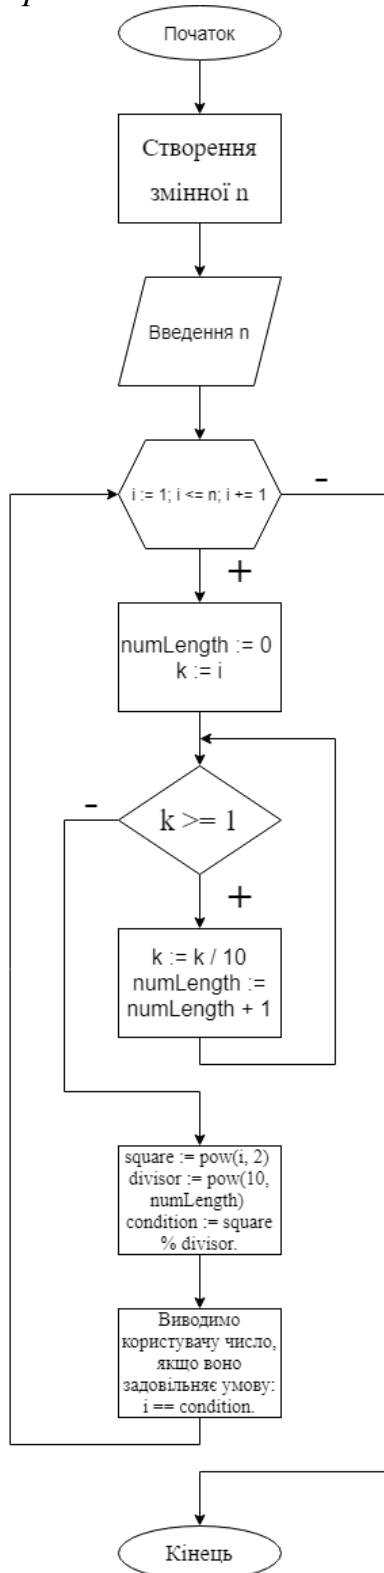 Початок
Створення
змінної n
Введення n
i := 1; i <= n; i += 1
-
+
numLength := 0
k := i
k >= 1
-
+
k := k / 10
numLength :=
numLength + 1
square := pow(i, 2)
divisor := pow(10,
numLength)
condition := square
% divisor.
Виводимо
користувачу число,
якщо воно
задовільняє умову:
i == condition.
Кінець